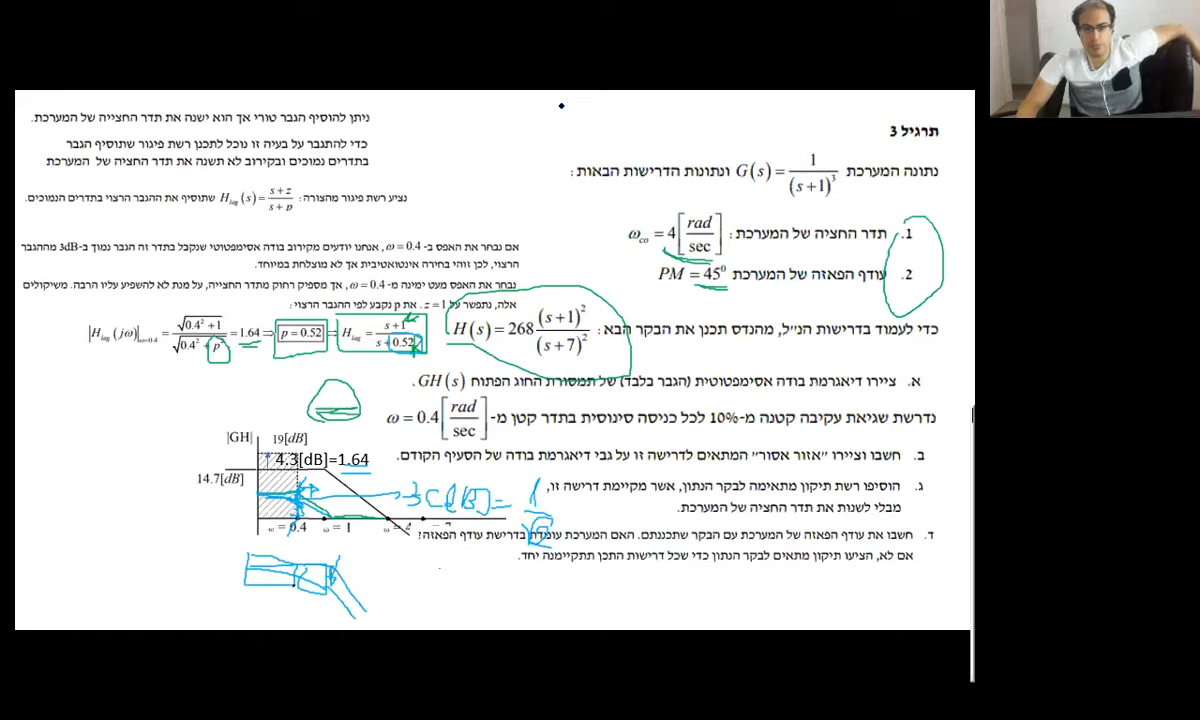 תרגיל 3
נתונה המערכת G(s) = 1/(s+1)^3 ונתונות הדרישות הבאות:
1. תדר החציה של המערכת: ω_co = 4 [rad/sec]
2. עודף הפאזה של המערכת PM = 45°
כדי לעמוד בדרישות הנ"ל, מהנדס תכנן את הבקר הבא: H(s) = 268 (s+1)^2/(s+7)^2
א. ציירו דיאגרמת בודה אסימפטוטית (הגבר בלבד) של תמסורת החוג הפתוח GH(s).
נדרשת שגיאת עקיבה קטנה מ-10% לכל כניסה סינוסית בתדר קטן מ- ω = 0.4 [rad/sec]
ב. חשבו וציירו "אזור אסור" המתאים לדרישה זו על גבי דיאגרמת בודה של הסעיף הקודם.
ג. הוסיפו רשת תיקון מתאימה לבקר הנתון, אשר מקיימת דרישה זו,
מבלי לשנות את תדר החציה של המערכת.
ד. חשבו את עודף הפאזה של המערכת עם הבקר שתכננתם. האם המערכת עומדת בדרישת עודף הפאזה?
אם לא, הציעו תיקון מתאים לבקר הנתון כדי שכל דרישות התכן תתקיימנה יחד.
ניתן להוסיף הגבר טורי אך הוא ישנה את תדר החצייה של המערכת.
כדי להתגבר על בעיה זו נוכל לתכנן רשת פיגור שתוסיף הגבר
בתדרים נמוכים ובקירוב לא תשנה את תדר החציה של המערכת
נציע רשת פיגור מהצורה: H_lag(s) = (s+z)/(s+p) שתוסיף את ההגבר הרצוי בתדרים הנמוכים.
אם נבחר את האפס ב- ω = 0.4, אנחנו יודעים מקירוב בודה אסימפטוטי שנקבל בתדר זה הגבר נמוך ב-3dB מההגבר
הרצוי, לכן זוהי בחירה אינטואיטיבית אך לא מוצלחת במיוחד.
נבחר את האפס מעט ימינה מ- ω = 0.4, אך מספיק רחוק מתדר החצייה, על מנת לא להשפיע עליו הרבה. משיקולים
אלה, נתפשר על z = 1. את p נקבע לפי ההגבר הרצוי:
|H_lag(jω)|_ω=0.4 = √(0.4²+1)/√(0.4²+p²) = 1.64 ⇒ p = 0.52 ⇒ H_lag = (s+1)/(s+0.52)
|GH|
19[dB]
4.3[dB]=1.64
14.7[dB]
-3[dB] = 1/√2
ω = 0.4 ω = 1